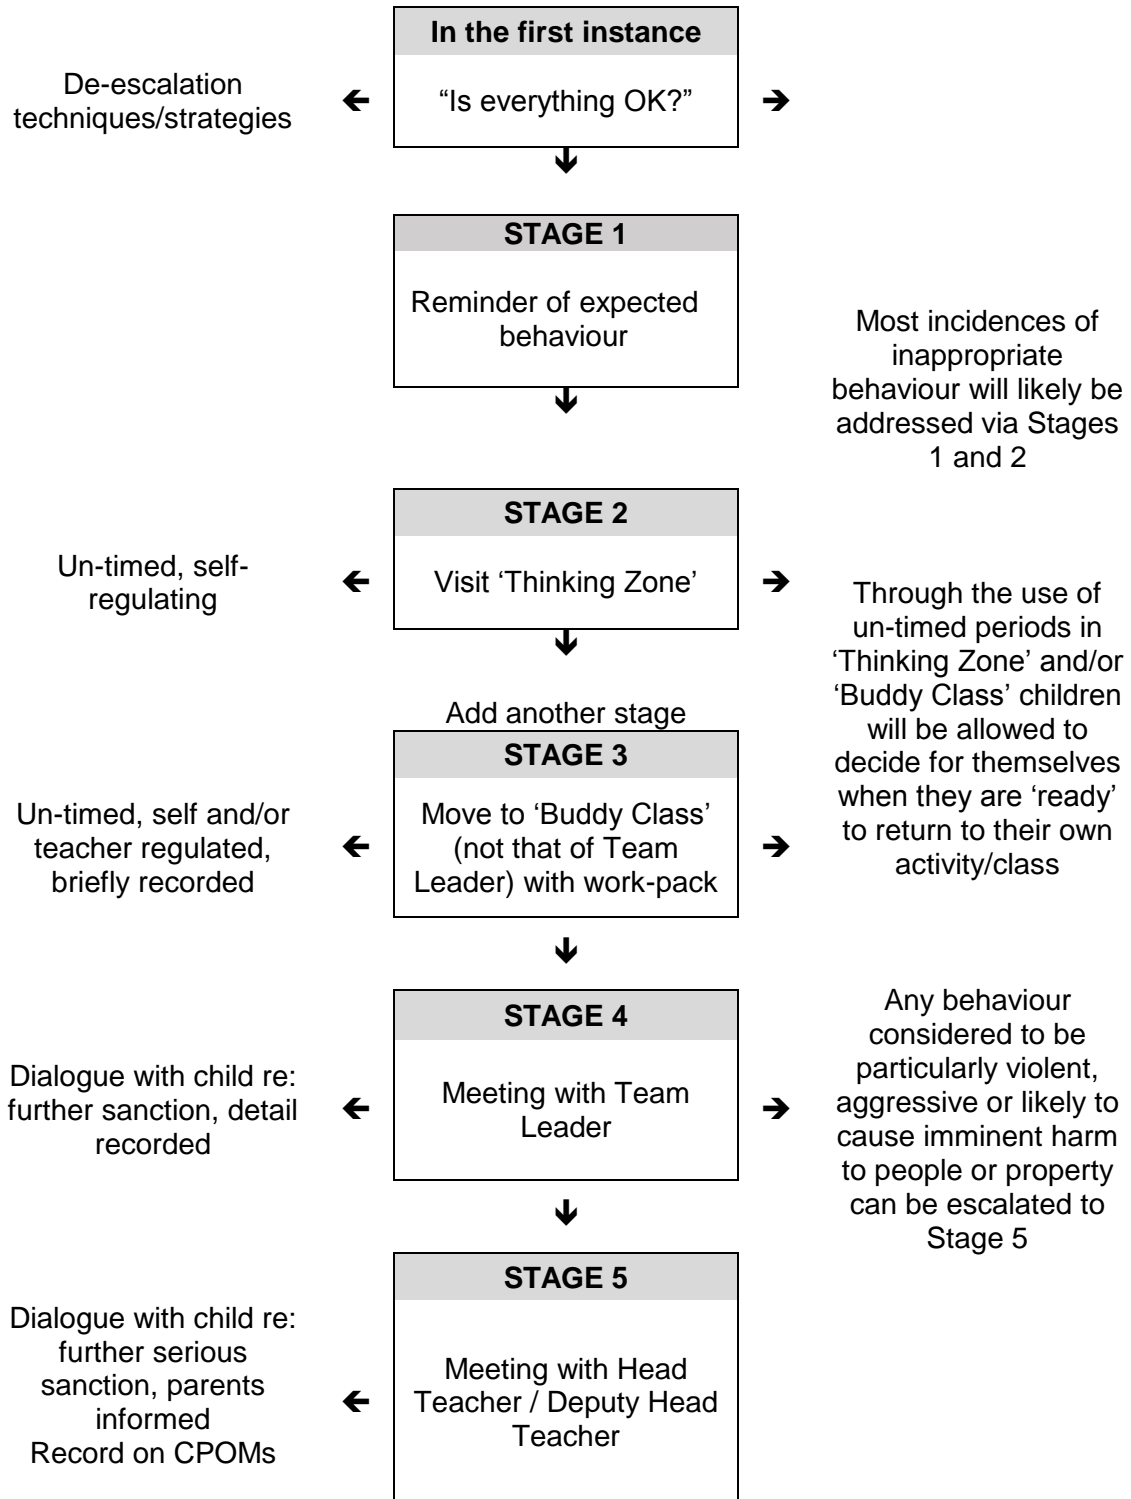 In the first instance
De-escalation
techniques/strategies
“Is everything OK?”
STAGE 1
Reminder of expected
behaviour
Most incidences of
inappropriate
behaviour will likely be
addressed via Stages
1 and 2
STAGE 2
Un-timed, self-
regulating
Visit ‘Thinking Zone’
Through the use of
un-timed periods in
‘Thinking Zone’ and/or
‘Buddy Class’ children
will be allowed to
decide for themselves
when they are ‘ready’
to return to their own
activity/class
Add another stage
STAGE 3
Un-timed, self and/or
teacher regulated,
briefly recorded
Move to ‘Buddy Class’
(not that of Team
Leader) with work-pack
STAGE 4
Dialogue with child re:
further sanction, detail
recorded
Meeting with Team
Leader
Any behaviour
considered to be
particularly violent,
aggressive or likely to
cause imminent harm
to people or property
can be escalated to
Stage 5
STAGE 5
Dialogue with child re:
further serious
sanction, parents
informed
Record on CPOMs
Meeting with Head
Teacher / Deputy Head
Teacher